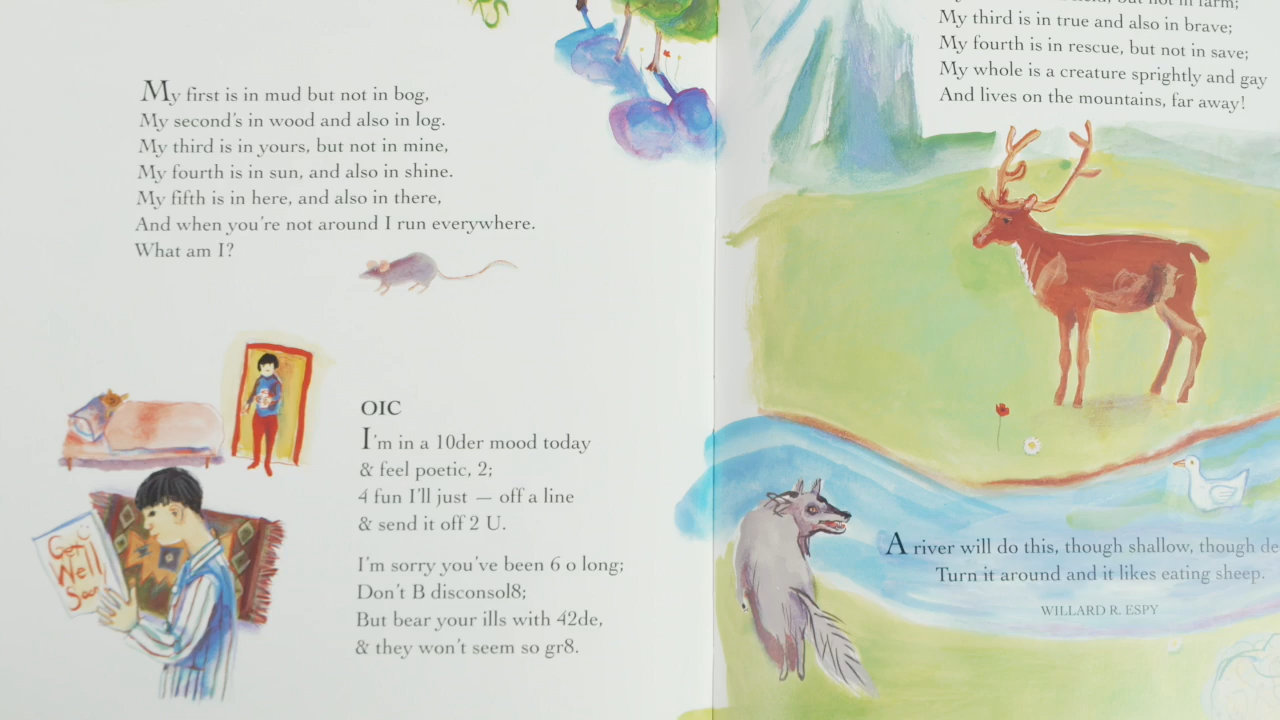 My first is in mud but not in bog,
My second's in wood and also in log.
My third is in yours, but not in mine,
My fourth is in sun, and also in shine.
My fifth is in here, and also in there,
And when you're not around I run everywhere.
What am I?
Get
Well
Soon
OIC
I'm in a 10der mood today
& feel poetic, 2;
4 fun I'll just — off a line
& send it off 2 U.
I'm sorry you've been 6 o long;
Don't B disconsol8;
But bear your ills with 42de,
& they won't seem so gr8.
but not in farm;
My third is in true and also in brave;
My fourth is in rescue, but not in save;
My whole is a creature sprightly and gay
And lives on the mountains, far away!
A river will do this, though shallow, though de
Turn it around and it likes eating sheep.
WILLARD R. ESPY